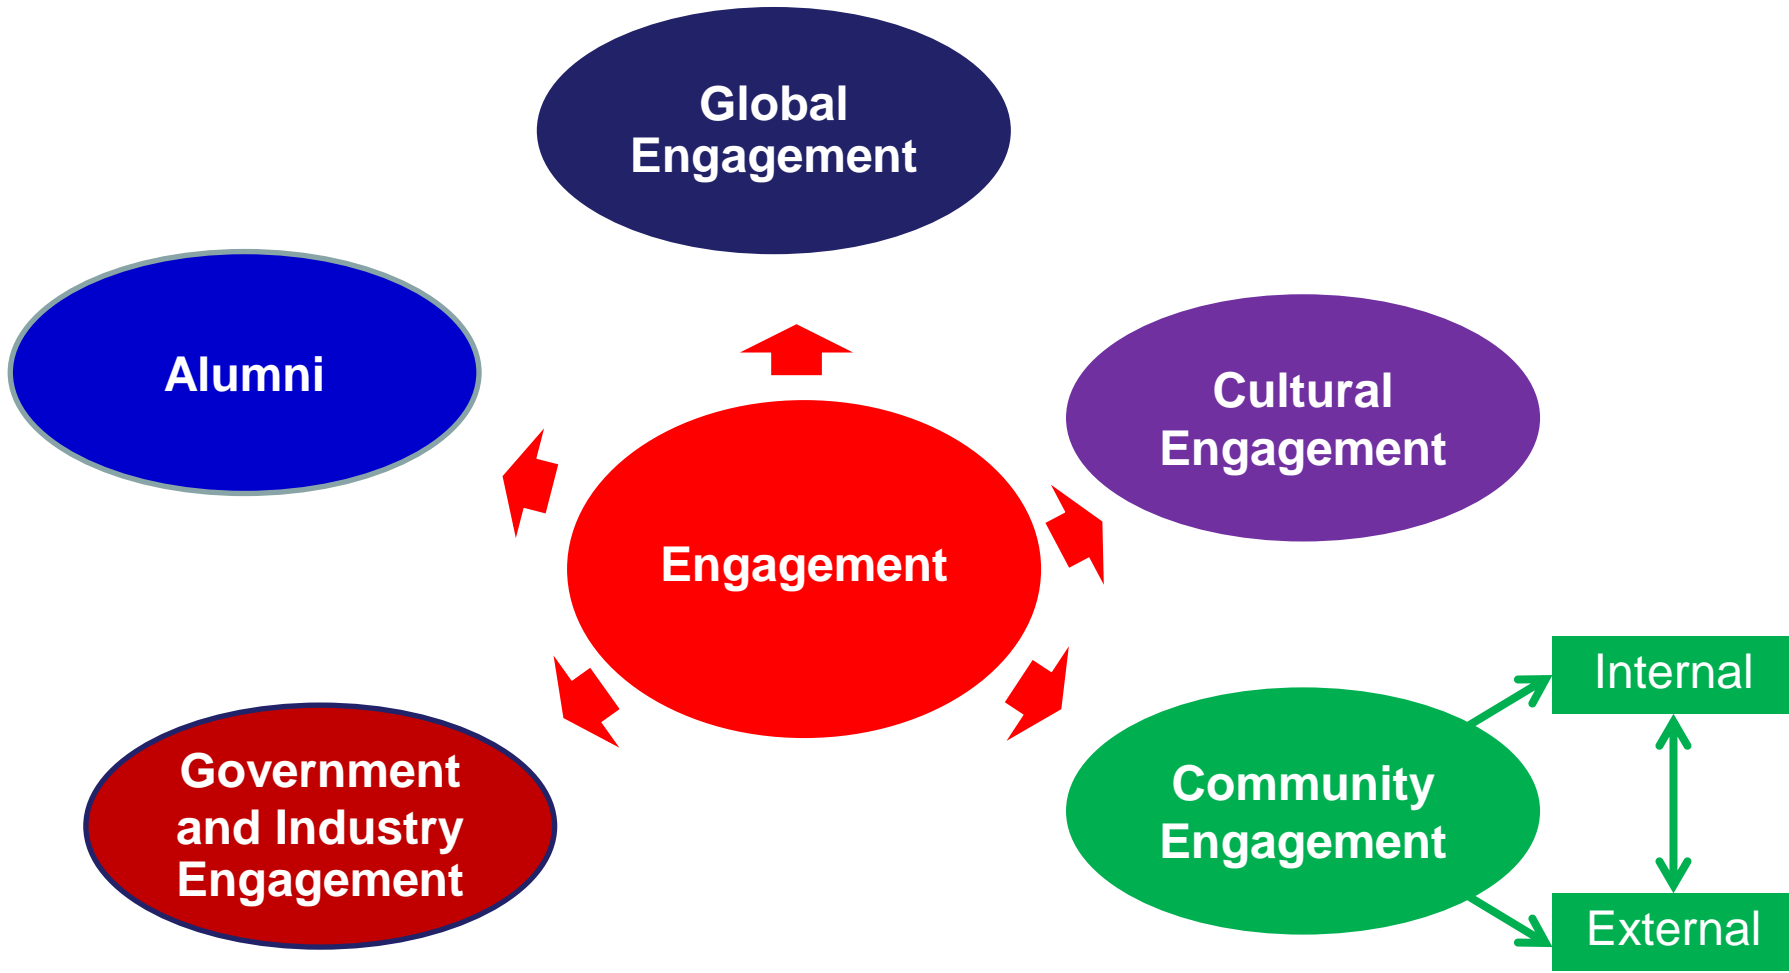 Global
Engagement
Alumni
Cultural
Engagement
Engagement
Internal
Government
and Industry
Engagement
Community
Engagement
External